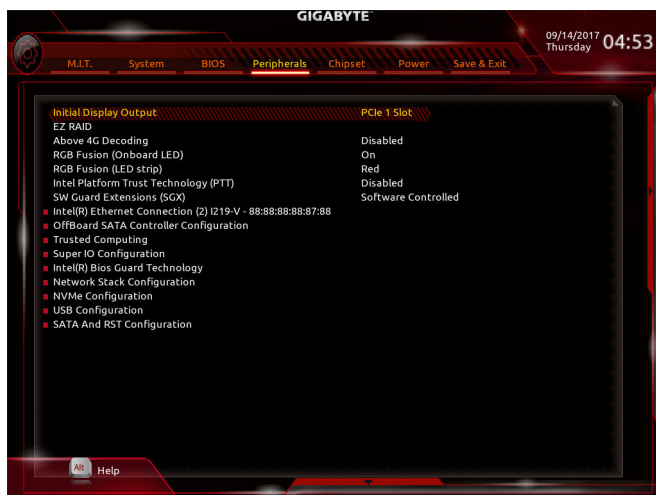 GIGABYTE™
09/14/2017 Thursday 04:53
M.I.T. System BIOS Peripherals Chipset Power Save & Exit
Initial Display Output PCIe 1 Slot
EZ RAID
Above 4G Decoding Disabled
RGB Fusion (Onboard LED) On
RGB Fusion (LED strip) Red
Intel Platform Trust Technology (PTT) Disabled
SW Guard Extensions (SGX) Software Controlled
Intel(R) Ethernet Connection (2) I219-V - 88:88:88:88:87:88
OffBoard SATA Controller Configuration
Trusted Computing
Super IO Configuration
Intel(R) Bios Guard Technology
Network Stack Configuration
NVMe Configuration
USB Configuration
SATA And RST Configuration
Alt Help